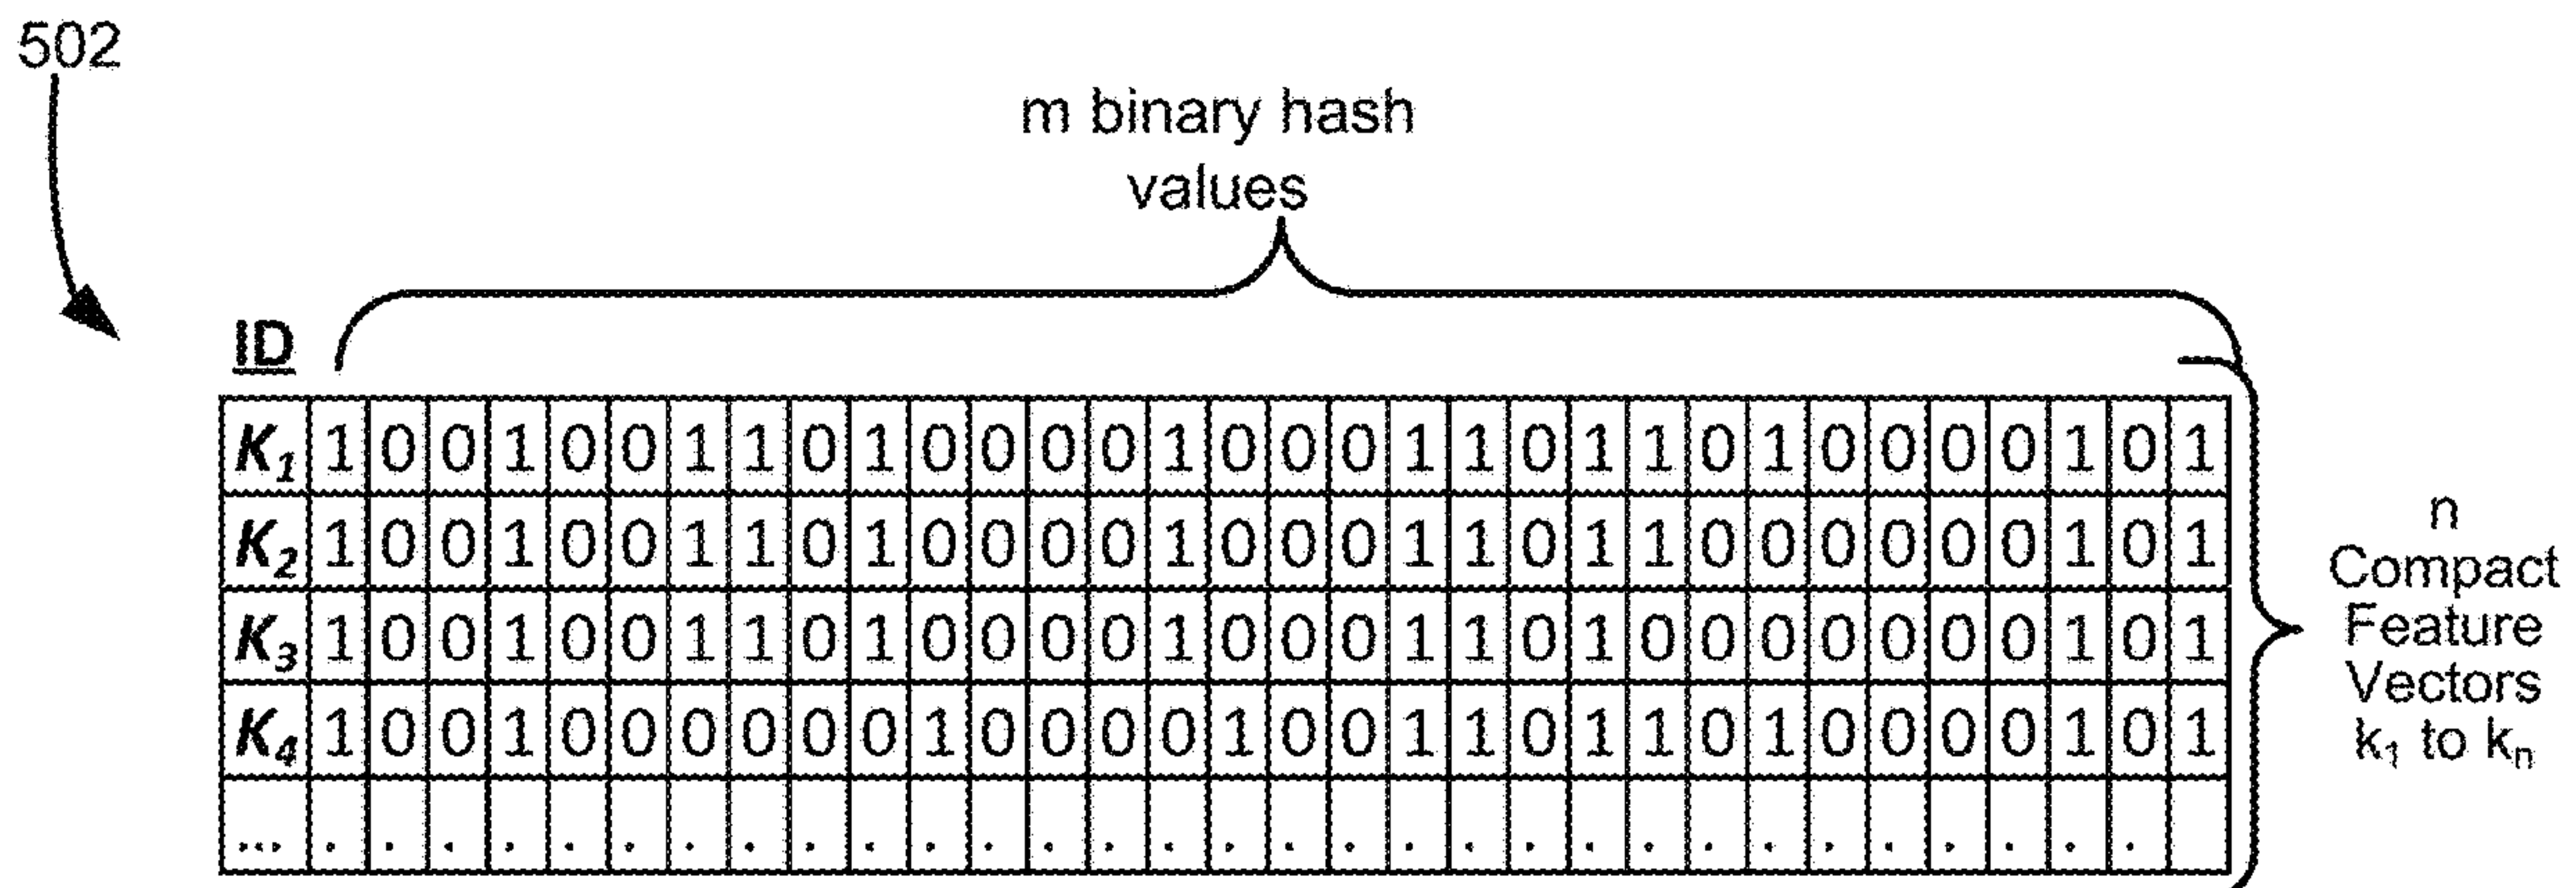 502
m binary hash
values
ID
K1 1 0 0 1 0 0 1 1 0 1 0 0 0 0 1 0 0 0 1 1 0 1 1 0 1 0 0 0 0 1 0 1
K2 1 0 0 1 0 0 1 1 0 1 0 0 0 0 1 0 0 0 1 1 0 1 1 0 0 0 0 0 0 1 0 1
K3 1 0 0 1 0 0 1 1 0 1 0 0 0 0 1 0 0 0 1 1 0 1 0 0 0 0 0 0 0 1 0 1
K4 1 0 0 1 0 0 0 0 0 0 1 0 0 0 0 1 0 0 1 1 0 1 1 0 1 0 0 0 0 1 0 1
... . . . . . . . . . . . . . . . . . . . . . . . . . . . . . . .
n
Compact
Feature
Vectors
k1 to kn